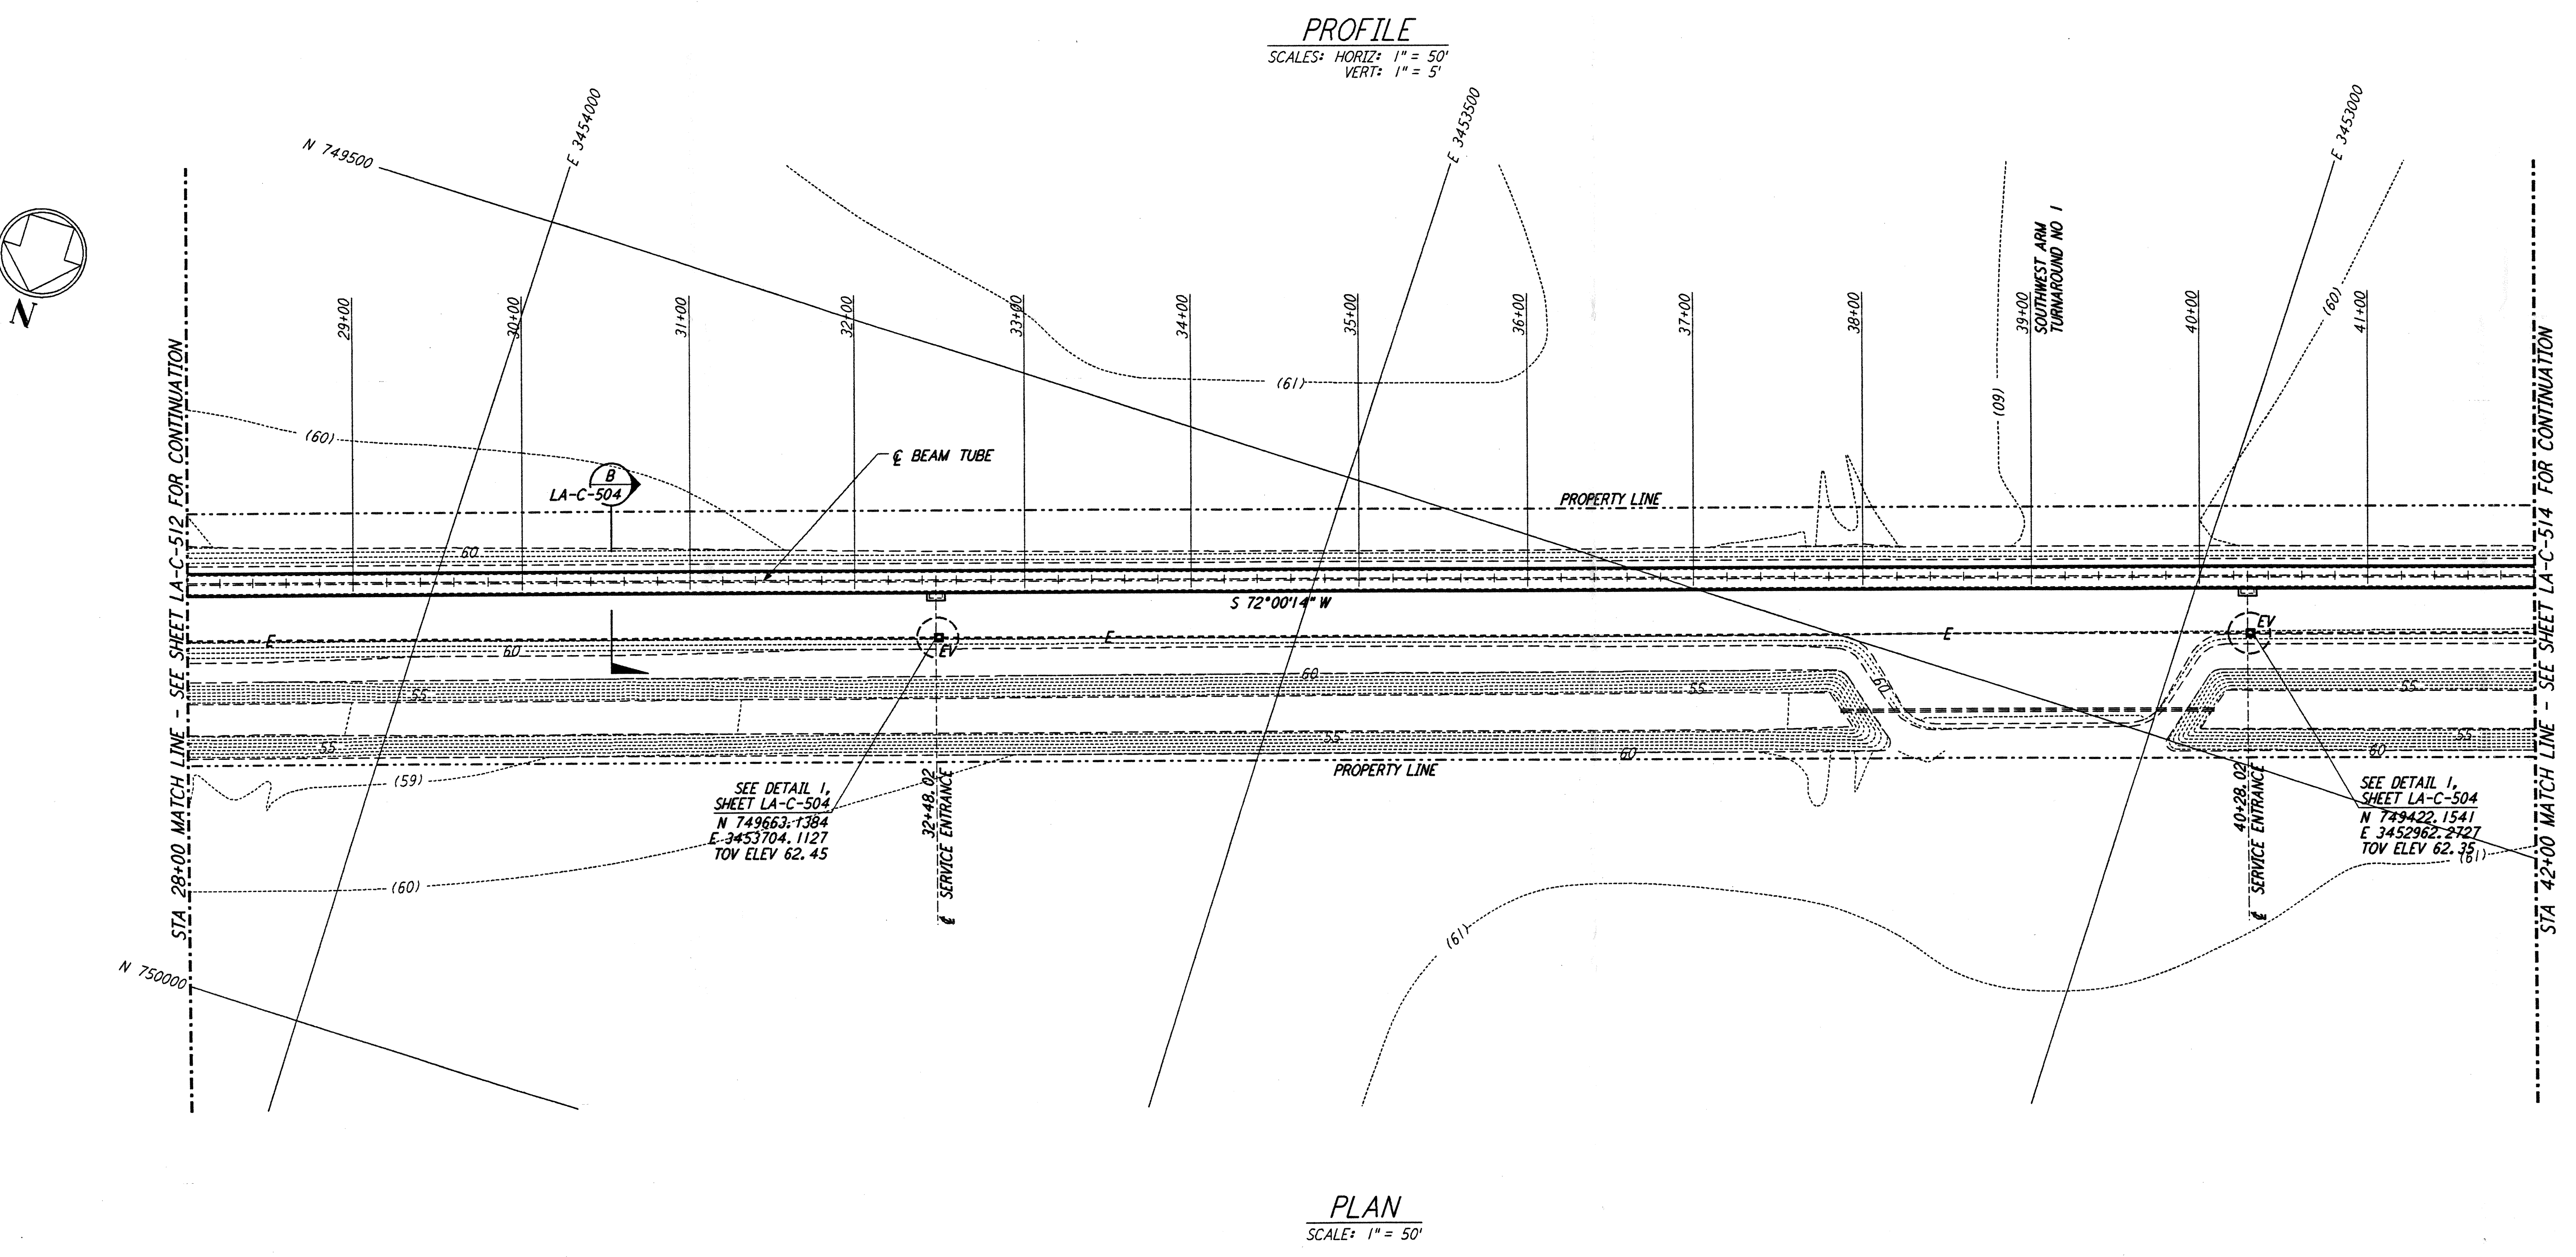 PROFILE
SCALES: HORIZ: 1" = 50'
VERT: 1" = 5'
E 3454000
E 3453500
E 3453000
N 749500
N
SOUTHWEST ARM
TURNAROUND NO 1
29+00
30+00
31+00
32+00
33+00
34+00
35+00
36+00
37+00
38+00
39+00
40+00
41+00
(60)
(61)
(60)
(60)
STA 28+00 MATCH LINE - SEE SHEET LA-C-512 FOR CONTINUATION
STA 42+00 MATCH LINE - SEE SHEET LA-C-514 FOR CONTINUATION
℄ BEAM TUBE
B
LA-C-504
PROPERTY LINE
60
S 72°00'14" W
E
E
E
EV
EV
60
60
60
55
55
55
55
55
55
60
60
PROPERTY LINE
(59)
SEE DETAIL 1,
SHEET LA-C-504
N 749663.1384
E 3453704.1127
TOV ELEV 62.45
32+48.02
℄ SERVICE ENTRANCE
40+28.02
℄ SERVICE ENTRANCE
SEE DETAIL 1,
SHEET LA-C-504
N 749422.1541
E 3452962.2727
TOV ELEV 62.35
(61)
(60)
(61)
N 750000
PLAN
SCALE: 1" = 50'